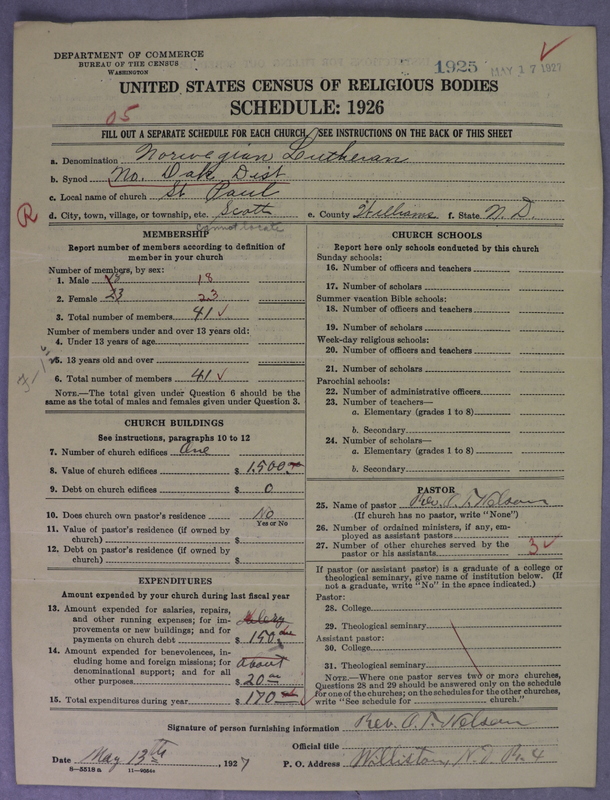 DEPARTMENT OF COMMERCE
BUREAU OF THE CENSUS
WASHINGTON
1925
MAY 17 1927
UNITED STATES CENSUS OF RELIGIOUS BODIES
SCHEDULE: 1926
05
FILL OUT A SEPARATE SCHEDULE FOR EACH CHURCH. SEE INSTRUCTIONS ON THE BACK OF THIS SHEET
a. Denomination Norwegian Lutheran
b. Synod No. Dak Dist
c. Local name of church St Paul
d. City, town, village, or township, etc. Scott e. County Williams f. State N. D.
cannot locate
R
MEMBERSHIP
Report number of members according to definition of
member in your church
Number of members, by sex:
1. Male 18 18
2. Female 23 23
3. Total number of members 41 ✓
Number of members under and over 13 years old:
4. Under 13 years of age
5. 13 years old and over
6. Total number of members 41 ✓
NOTE.—The total given under Question 6 should be
same as the total of males and females given under Question 3.
CHURCH BUILDINGS
See instructions, paragraphs 10 to 12
7. Number of church edifices One
8. Value of church edifices $ 1,500
9. Debt on church edifices $ 0
10. Does church own pastor's residence No
Yes or No
11. Value of pastor's residence (if owned by
church) $
12. Debt on pastor's residence (if owned by
church) $
EXPENDITURES
Amount expended by your church during last fiscal year
13. Amount expended for salaries, repairs,
and other running expenses; for im-
provements or new buildings; and for
payments on church debt Salary $ 150
14. Amount expended for benevolences, in-
cluding home and foreign missions; for
denominational support; and for all
other purposes About $ 20
15. Total expenditures during year $ 170
CHURCH SCHOOLS
Report here only schools conducted by this church
Sunday schools:
16. Number of officers and teachers
17. Number of scholars
Summer vacation Bible schools:
18. Number of officers and teachers
19. Number of scholars
Week-day religious schools:
20. Number of officers and teachers
21. Number of scholars
Parochial schools:
22. Number of administrative officers
23. Number of teachers—
a. Elementary (grades 1 to 8)
b. Secondary
24. Number of scholars—
a. Elementary (grades 1 to 8)
b. Secondary
PASTOR
25. Name of pastor Rev. O. T. Nelson
(If church has no pastor, write "None")
26. Number of ordained ministers, if any, em-
ployed as assistant pastors
27. Number of other churches served by the
pastor or his assistants 3 ✓
If pastor (or assistant pastor) is a graduate of a college or
theological seminary, give name of institution below. (If
not a graduate, write "No" in the space indicated.)
Pastor:
28. College
29. Theological seminary
Assistant pastor:
30. College
31. Theological seminary
NOTE.—Where one pastor serves two or more churches,
Questions 28 and 29 should be answered only on the schedule
for one of the churches; on the schedules for the other churches,
write "See schedule for church."
Signature of person furnishing information Rev. O. T. Nelson
Official title
Date May 13th, 1927 P. O. Address Williston, N. D. R. 4
8—5518 a